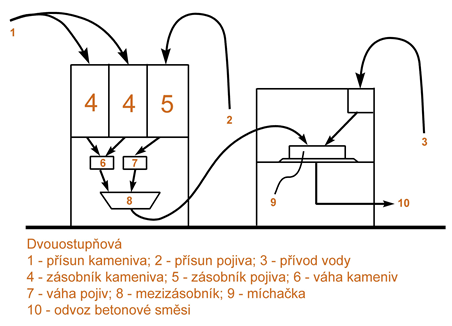 1
4 4 5
2
3
6 7
8
9
10
Dvouostupňová
1 - přísun kameniva; 2 - přísun pojiva; 3 - přívod vody
4 - zásobník kameniva; 5 - zásobník pojiva; 6 - váha kameniv
7 - váha pojiv; 8 - mezizásobník; 9 - míchačka
10 - odvoz betonové směsi